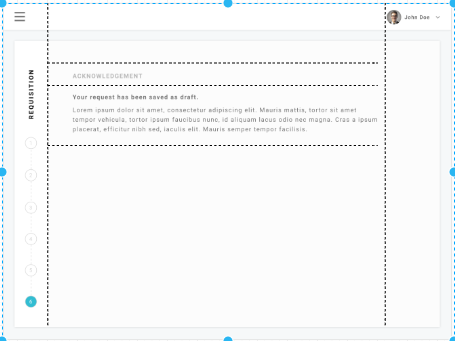 John Doe
REQUISITION
ACKNOWLEDGEMENT
Your request has been saved as draft.
Lorem ipsum dolor sit amet, consectetur adipiscing elit. Mauris mattis, tortor sit amet
tempor vehicula, tortor ipsum faucibus nunc, id aliquam lacus odio nec magna. Cras a ipsum
placerat, efficitur nibh sed, iaculis elit. Mauris semper tempor facilisis.
1
2
3
4
5
6